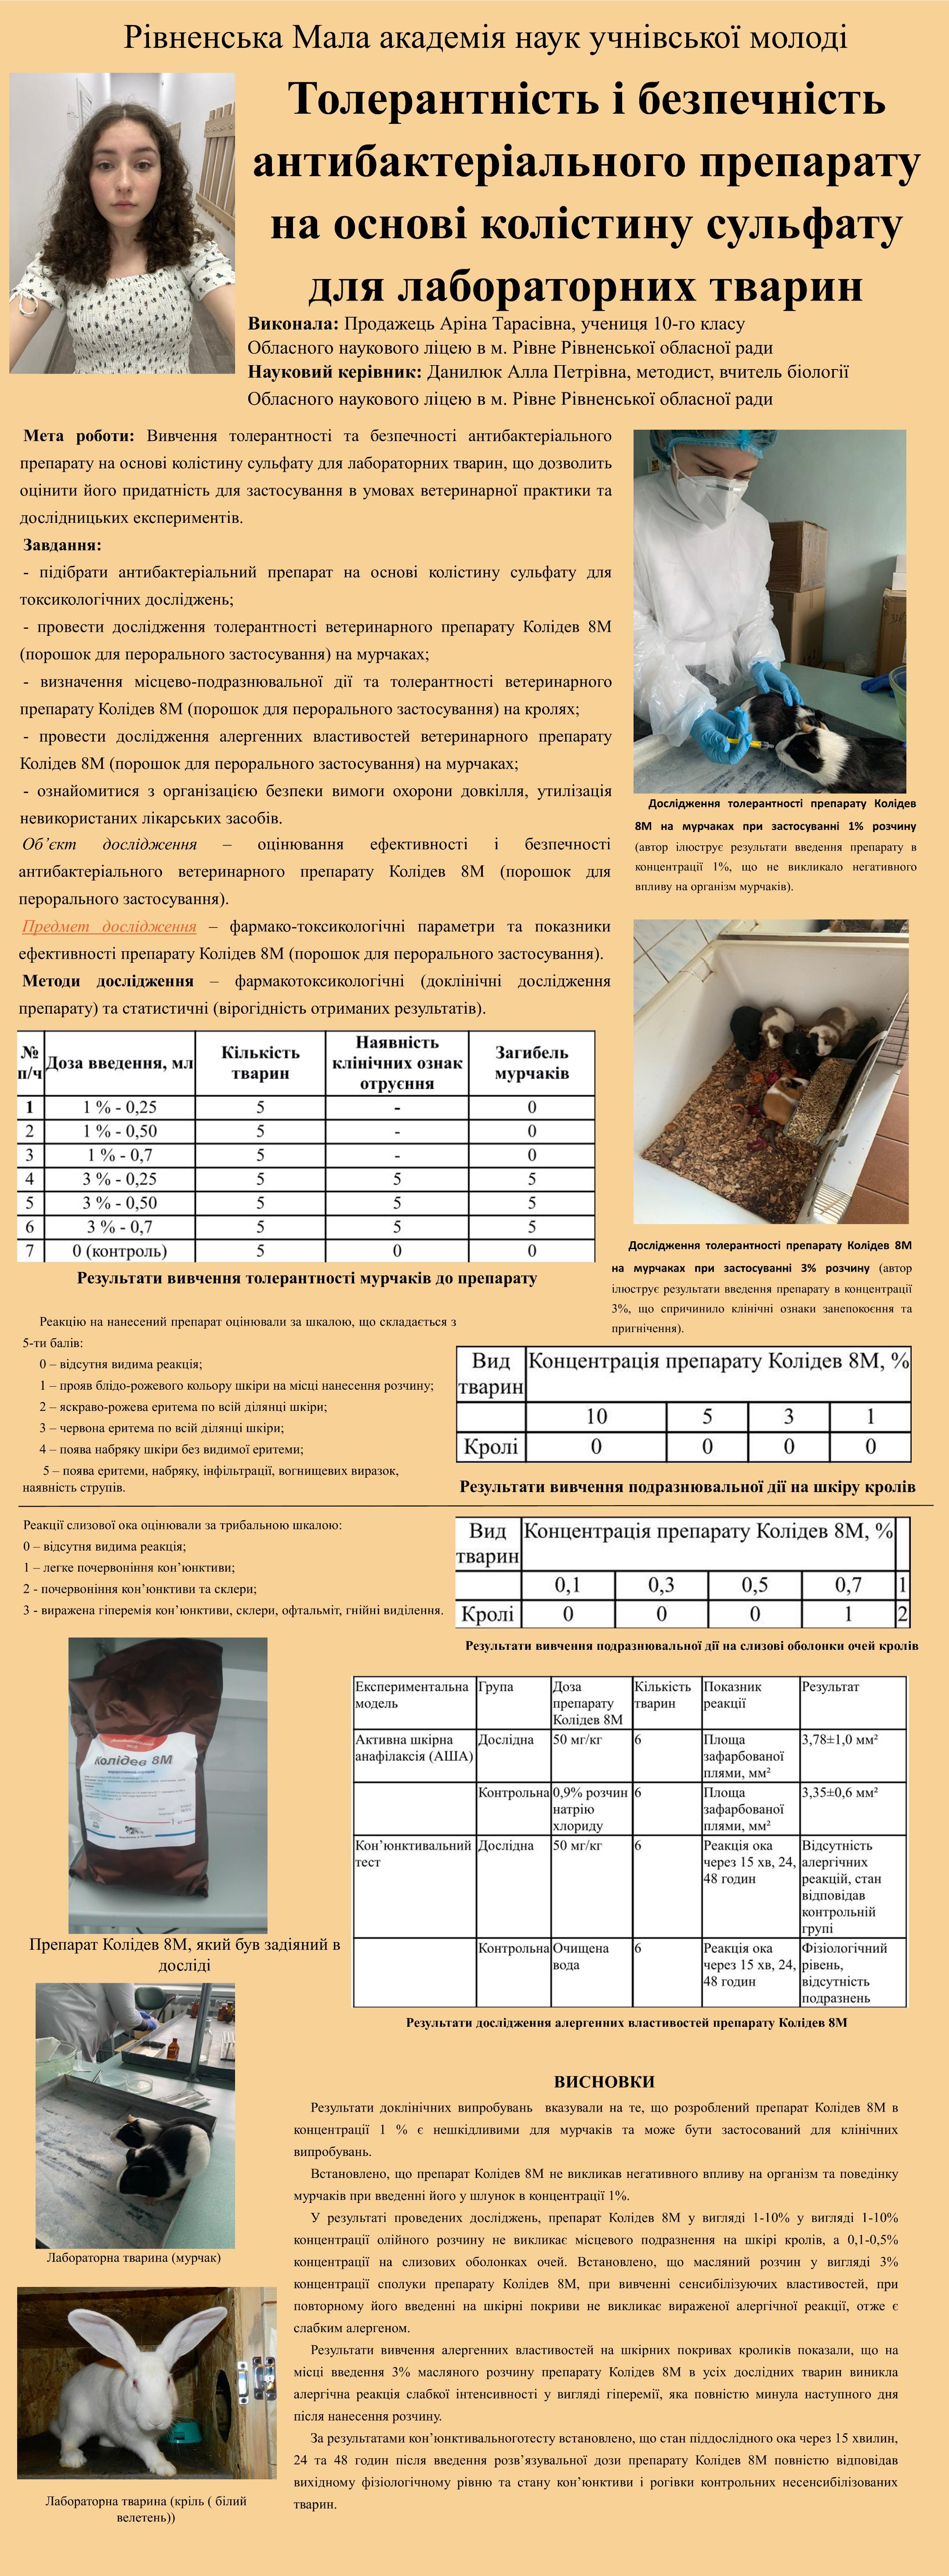 Рівненська Мала академія наук учнівської молоді
Толерантність і безпечність
антибактеріального препарату
на основі колістину сульфату
для лабораторних тварин
Виконала: Продажець Аріна Тарасівна, учениця 10-го класу
Обласного наукового ліцею в м. Рівне Рівненської обласної ради
Науковий керівник: Данилюк Алла Петрівна, методист, вчитель біології
Обласного наукового ліцею в м. Рівне Рівненської обласної ради
Мета роботи: Вивчення толерантності та безпечності антибактеріального
препарату на основі колістину сульфату для лабораторних тварин, що дозволить
оцінити його придатність для застосування в умовах ветеринарної практики та
дослідницьких експериментів.
Завдання:
- підібрати антибактеріальний препарат на основі колістину сульфату для
токсикологічних досліджень;
- провести дослідження толерантності ветеринарного препарату Колідев 8М
(порошок для перорального застосування) на мурчаках;
- визначення місцево-подразнювальної дії та толерантності ветеринарного
препарату Колідев 8М (порошок для перорального застосування) на кролях;
- провести дослідження алергенних властивостей ветеринарного препарату
Колідев 8М (порошок для перорального застосування) на мурчаках;
- ознайомитися з організацією безпеки вимоги охорони довкілля, утилізація
невикористаних лікарських засобів.
Об’єкт дослідження – оцінювання ефективності і безпечності
антибактеріального ветеринарного препарату Колідев 8М (порошок для
перорального застосування).
Предмет дослідження – фармако-токсикологічні параметри та показники
ефективності препарату Колідев 8М (порошок для перорального застосування).
Методи дослідження – фармакотоксикологічні (доклінічні дослідження
препарату) та статистичні (вірогідність отриманих результатів).
Дослідження толерантності препарату Колідев
8М на мурчаках при застосуванні 1% розчину
(автор ілюструє результати введення препарату в
концентрації 1%, що не викликало негативного
впливу на організм мурчаків).
№ п/ч Доза введення, мл Кількість тварин Наявність клінічних ознак отруєння Загибель мурчаків
1 1 % - 0,25 5 - 0
2 1 % - 0,50 5 - 0
3 1 % - 0,7 5 - 0
4 3 % - 0,25 5 5 5
5 3 % - 0,50 5 5 5
6 3 % - 0,7 5 5 5
7 0 (контроль) 5 0 0
Результати вивчення толерантності мурчаків до препарату
Дослідження толерантності препарату Колідев 8М
на мурчаках при застосуванні 3% розчину (автор
ілюструє результати введення препарату в концентрації
3%, що спричинило клінічні ознаки занепокоєння та
пригнічення).
Реакцію на нанесений препарат оцінювали за шкалою, що складається з
5-ти балів:
0 – відсутня видима реакція;
1 – прояв блідо-рожевого кольору шкіри на місці нанесення розчину;
2 – яскраво-рожева еритема по всій ділянці шкіри;
3 – червона еритема по всій ділянці шкіри;
4 – поява набряку шкіри без видимої еритеми;
5 – поява еритеми, набряку, інфільтрації, вогнищевих виразок,
наявність струпів.
Вид тварин Концентрація препарату Колідев 8М, %
10 5 3 1
Кролі 0 0 0 0
Результати вивчення подразнювальної дії на шкіру кролів
Реакції слизової ока оцінювали за трибальною шкалою:
0 – відсутня видима реакція;
1 – легке почервоніння кон’юнктиви;
2 - почервоніння кон’юнктиви та склери;
3 - виражена гіперемія кон’юнктиви, склери, офтальміт, гнійні виділення.
Вид тварин Концентрація препарату Колідев 8М, %
0,1 0,3 0,5 0,7 1
Кролі 0 0 0 1 2
Результати вивчення подразнювальної дії на слизові оболонки очей кролів
Колідев 8М
1 кг
Препарат Колідев 8М, який був задіяний в
досліді
Експериментальна модель Група Доза препарату Колідев 8М Кількість тварин Показник реакції Результат
Активна шкірна анафілаксія (АША) Дослідна 50 мг/кг 6 Площа зафарбованої плями, мм² 3,78±1,0 мм²
Контрольна 0,9% розчин натрію хлориду 6 Площа зафарбованої плями, мм² 3,35±0,6 мм²
Кон’юнктивальний тест Дослідна 50 мг/кг 6 Реакція ока через 15 хв, 24, 48 годин Відсутність алергічних реакцій, стан відповідав контрольній групі
Контрольна Очищена вода 6 Реакція ока через 15 хв, 24, 48 годин Фізіологічний рівень, відсутність подразнень
Результати дослідження алергенних властивостей препарату Колідев 8М
Лабораторна тварина (мурчак)
Лабораторна тварина (кріль ( білий
велетень))
ВИСНОВКИ
Результати доклінічних випробувань вказували на те, що розроблений препарат Колідев 8М в
концентрації 1 % є нешкідливими для мурчаків та може бути застосований для клінічних
випробувань.
Встановлено, що препарат Колідев 8М не викликав негативного впливу на організм та поведінку
мурчаків при введенні його у шлунок в концентрації 1%.
У результаті проведених досліджень, препарат Колідев 8М у вигляді 1-10% у вигляді 1-10%
концентрації олійного розчину не викликає місцевого подразнення на шкірі кролів, а 0,1-0,5%
концентрації на слизових оболонках очей. Встановлено, що масляний розчин у вигляді 3%
концентрації сполуки препарату Колідев 8М, при вивченні сенсибілізуючих властивостей, при
повторному його введенні на шкірні покриви не викликає вираженої алергічної реакції, отже є
слабким алергеном.
Результати вивчення алергенних властивостей на шкірних покривах кроликів показали, що на
місці введення 3% масляного розчину препарату Колідев 8М в усіх дослідних тварин виникла
алергічна реакція слабкої інтенсивності у вигляді гіперемії, яка повністю минула наступного дня
після нанесення розчину.
За результатами кон’юнктивальноготесту встановлено, що стан піддослідного ока через 15 хвилин,
24 та 48 годин після введення розв’язувальної дози препарату Колідев 8М повністю відповідав
вихідному фізіологічному рівню та стану кон’юнктиви і рогівки контрольних несенсибілізованих
тварин.